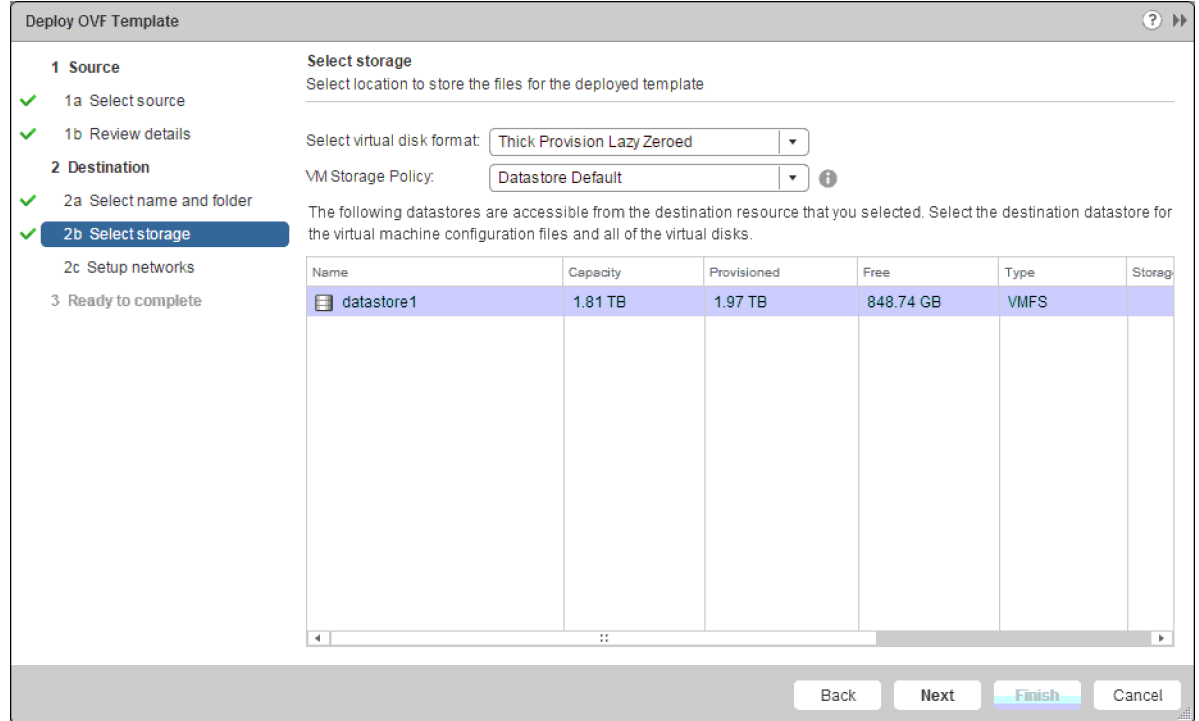 Deploy OVF Template
1 Source
1a Select source
1b Review details
2 Destination
2a Select name and folder
2b Select storage
2c Setup networks
3 Ready to complete
Select storage
Select location to store the files for the deployed template
Select virtual disk format: Thick Provision Lazy Zeroed
VM Storage Policy: Datastore Default
The following datastores are accessible from the destination resource that you selected. Select the destination datastore for
the virtual machine configuration files and all of the virtual disks.
Name Capacity Provisioned Free Type Storag
datastore1 1.81 TB 1.97 TB 848.74 GB VMFS
Back Next Finish Cancel